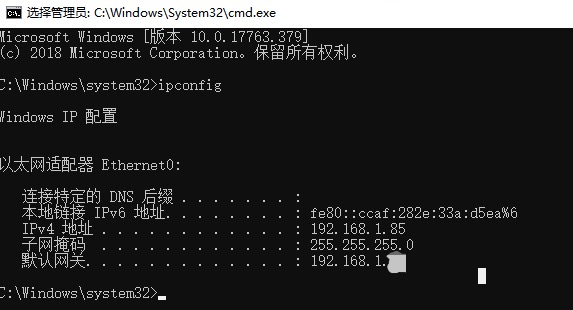 选择管理员: C:\Windows\System32\cmd.exe
Microsoft Windows [版本 10.0.17763.379]
(c) 2018 Microsoft Corporation。保留所有权利。
C:\Windows\system32>ipconfig
Windows IP 配置
以太网适配器 Ethernet0:
连接特定的 DNS 后缀 . . . . . . . :
本地链接 IPv6 地址. . . . . . . . : fe80::ccaf:282e:33a:d5ea%6
IPv4 地址 . . . . . . . . . . . . : 192.168.1.85
子网掩码 . . . . . . . . . . . . : 255.255.255.0
默认网关. . . . . . . . . . . . . : 192.168.1.
C:\Windows\system32>